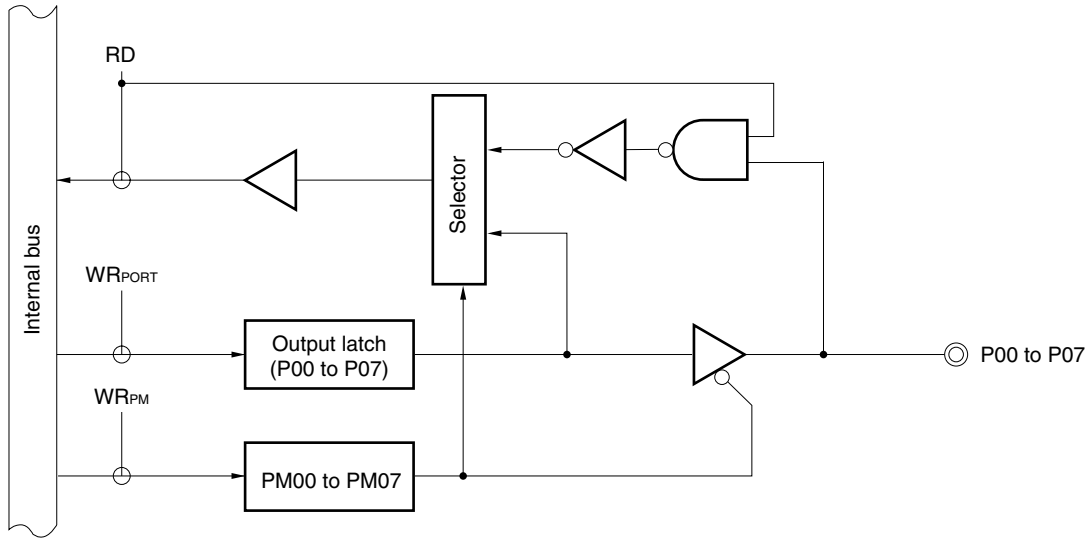 RD
Selector
Internal bus
WRPORT
Output latch
(P00 to P07)
P00 to P07
WRPM
PM00 to PM07